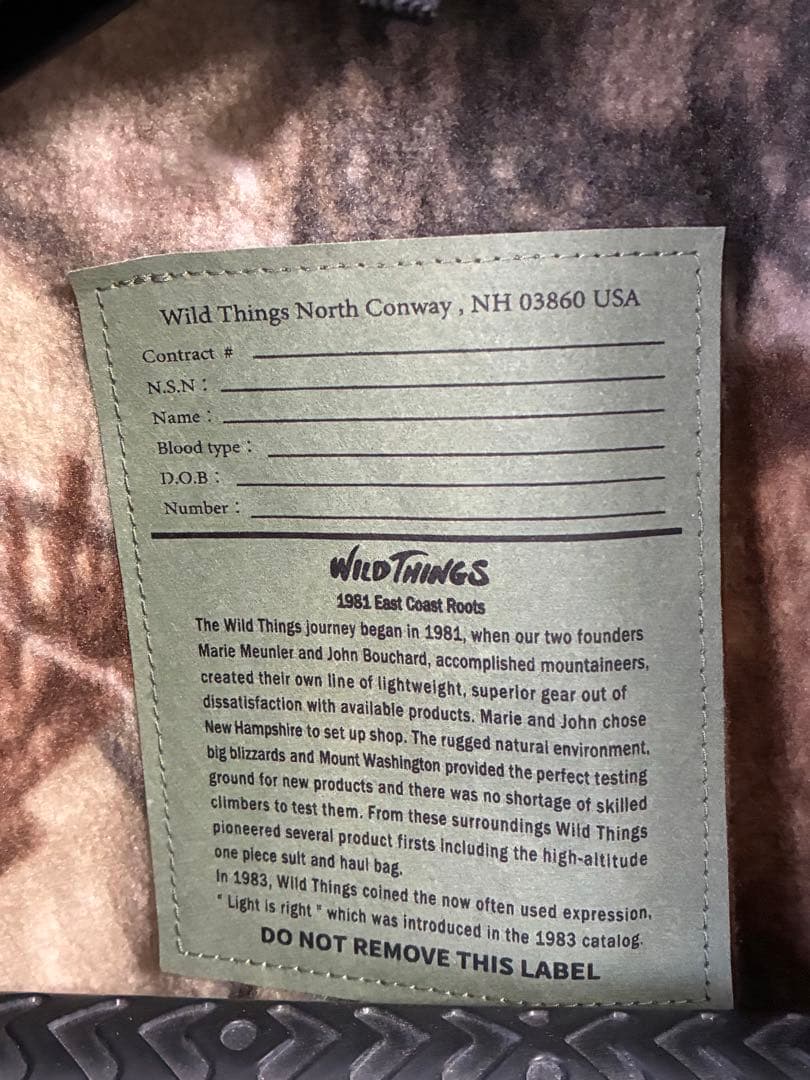 Wild Things North Conway , NH 03860 USA
Contract #
N.S.N :
Name :
Blood type :
D.O.B :
Number :
WILD THINGS
1981 East Coast Roots
The Wild Things journey began in 1981, when our two founders
Marie Meunler and John Bouchard, accomplished mountaineers,
created their own line of lightweight, superior gear out of
dissatisfaction with available products. Marie and John chose
New Hampshire to set up shop. The rugged natural environment,
big blizzards and Mount Washington provided the perfect testing
ground for new products and there was no shortage of skilled
climbers to test them. From these surroundings Wild Things
pioneered several product firsts including the high-altitude
one piece suit and haul bag.
In 1983, Wild Things coined the now often used expression,
" Light is right " which was introduced in the 1983 catalog.
DO NOT REMOVE THIS LABEL